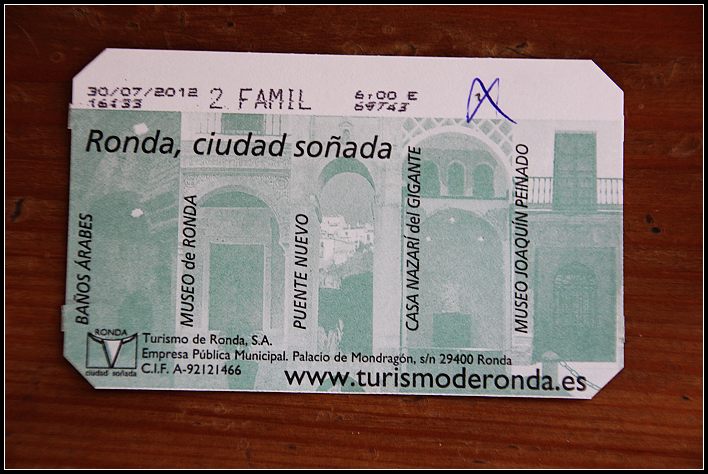 30/07/2012 2 FAMIL 6,00 E
16:33 69743
Ronda, ciudad soñada
BAÑOS ARABES
MUSEO de RONDA
PUENTE NUEVO
CASA NAZARÍ del GIGANTE
MUSEO JOAQUÍN PEINADO
RONDA
ciudad soñada
Turismo de Ronda, S.A.
Empresa Pública Municipal. Palacio de Mondragón, s/n 29400 Ronda
C.I.F. A-92121466
www.turismoderonda.es